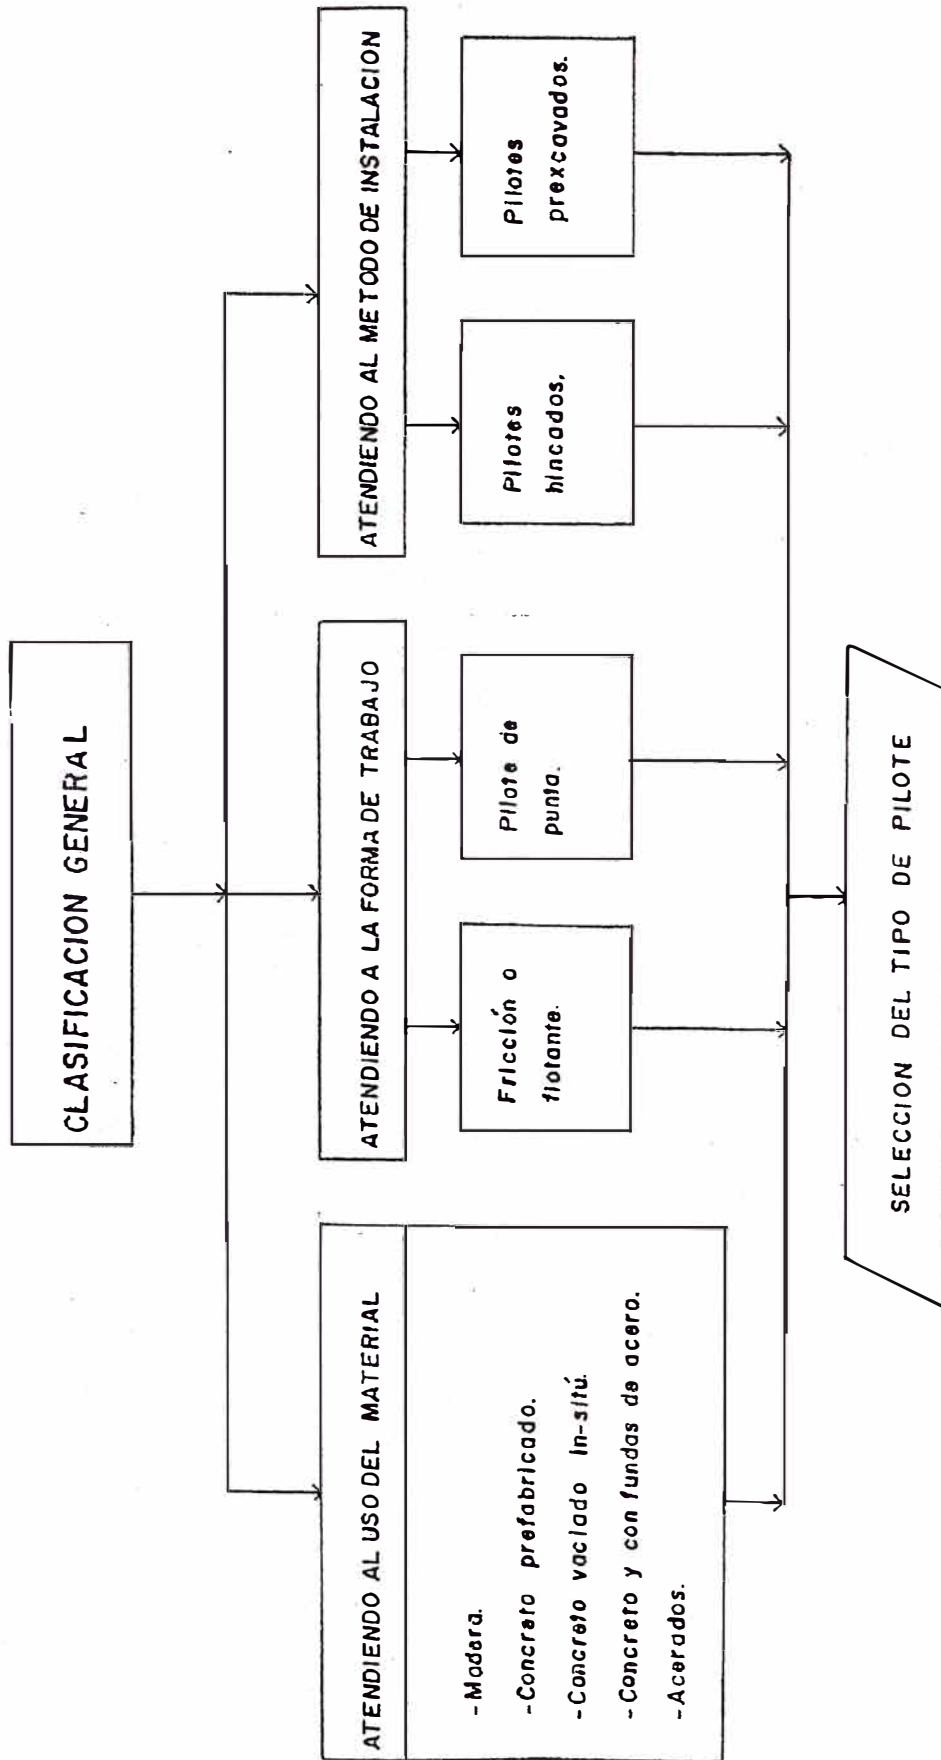 CLASIFICACION GENERAL
ATENDIENDO AL USO DEL MATERIAL
-Madera.
-Concreto prefabricado.
-Concreto vaciado in-sitú.
-Concreto y con fundas de acero.
-Acerados.
ATENDIENDO A LA FORMA DE TRABAJO
Fricción o
flotante.
Pilote de
punta.
ATENDIENDO AL METODO DE INSTALACION
Pilotes
hincados,
Pilotes
prexcavados.
SELECCION DEL TIPO DE PILOTE